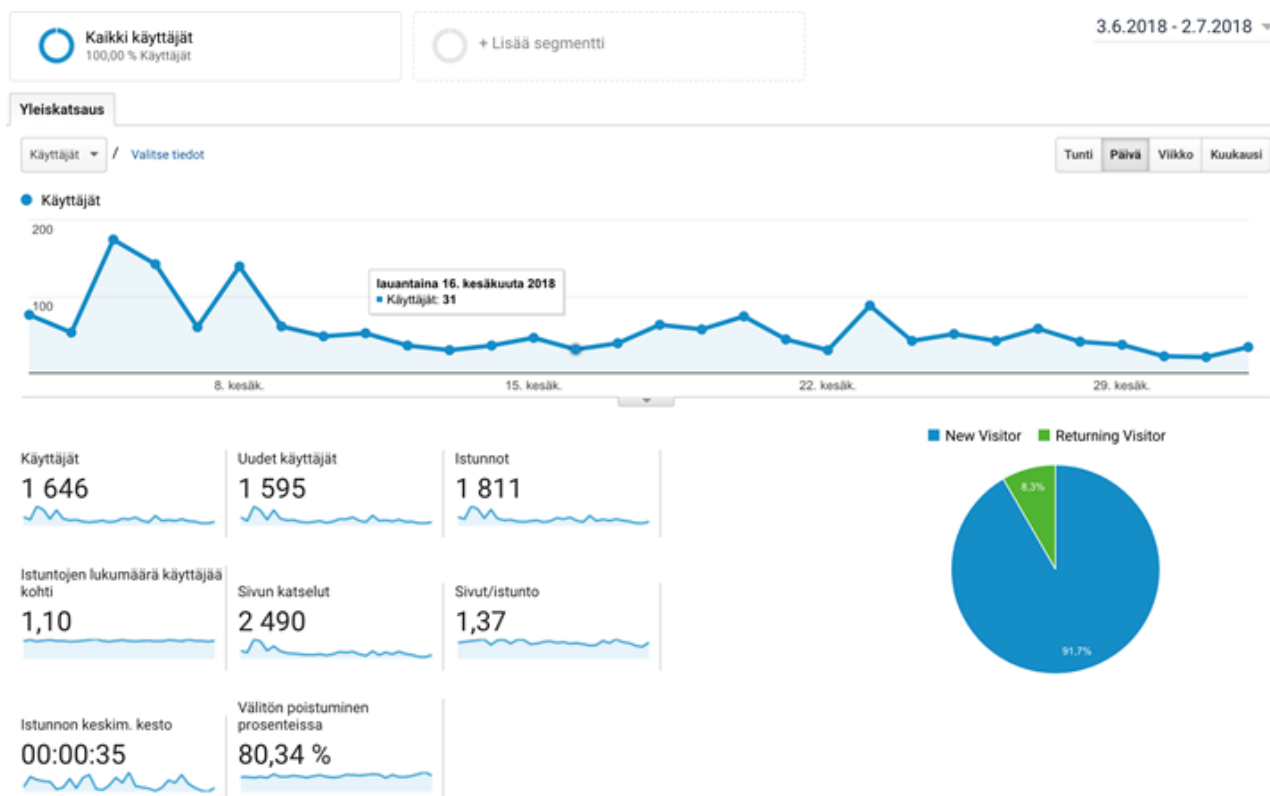 Kaikki käyttäjät
100,00 % Käyttäjät
+ Lisää segmentti
3.6.2018 - 2.7.2018
Yleiskatsaus
Käyttäjät / Valitse tiedot
Tunti Päivä Viikko Kuukausi
Käyttäjät
200
100
lauantaina 16. kesäkuuta 2018
Käyttäjät: 31
8. kesäk. 15. kesäk. 22. kesäk. 29. kesäk.
New Visitor Returning Visitor
Käyttäjät
1 646
Uudet käyttäjät
1 595
Istunnot
1 811
Istuntojen lukumäärä käyttäjää
kohti
1,10
Sivun katselut
2 490
Sivut/istunto
1,37
Istunnon keskim. kesto
00:00:35
Välitön poistuminen
prosenteissa
80,34 %
8,3%
91,7%